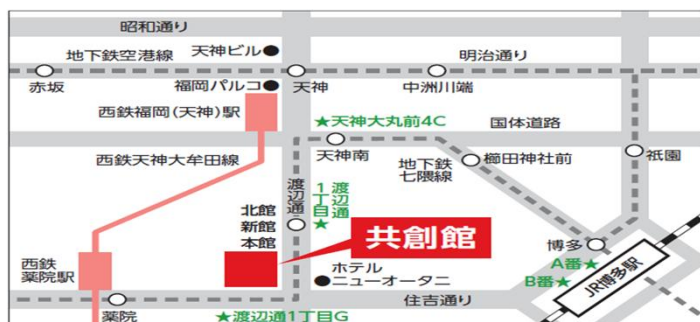 昭和通り
地下鉄空港線
天神ビル●
明治通り
赤坂
福岡パルコ●
天神
中洲川端
西鉄福岡(天神)駅
★天神大丸前4C
国体道路
西鉄天神大牟田線
天神南
地下鉄
七隈線
櫛田神社前
祇園
渡辺通
渡辺通
1丁目
★
北館
新館
本館
共創館
西鉄
薬院駅
●ホテル
ニューオータニ
博多
A番★
B番★
JR博多駅
住吉通り
薬院
★渡辺通1丁目G